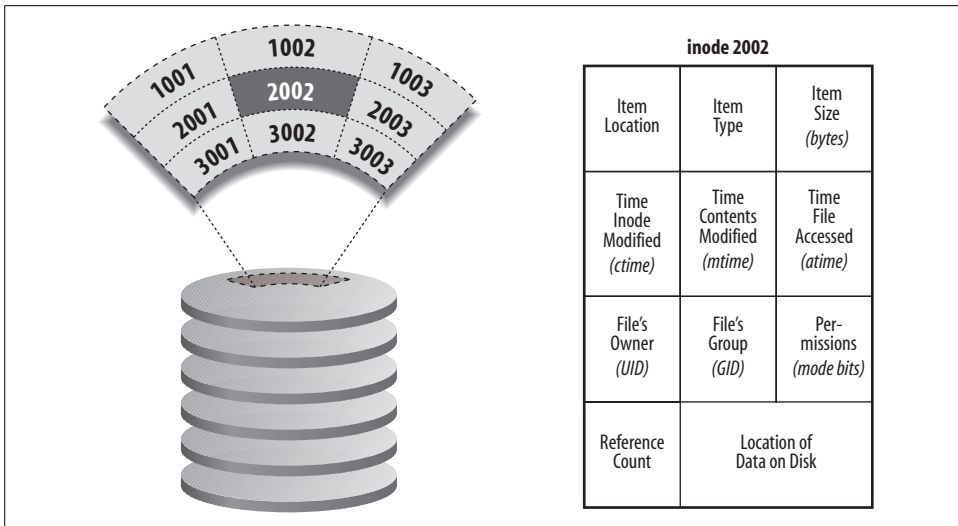 1001
1002
1003
2001
2002
2003
3001
3002
3003
inode 2002
Item
Location
Item
Type
Item
Size
(bytes)
Time
Inode
Modified
(ctime)
Time
Contents
Modified
(mtime)
Time
File
Accessed
(atime)
File's
Owner
(UID)
File's
Group
(GID)
Per-
missions
(mode bits)
Reference
Count
Location of
Data on Disk